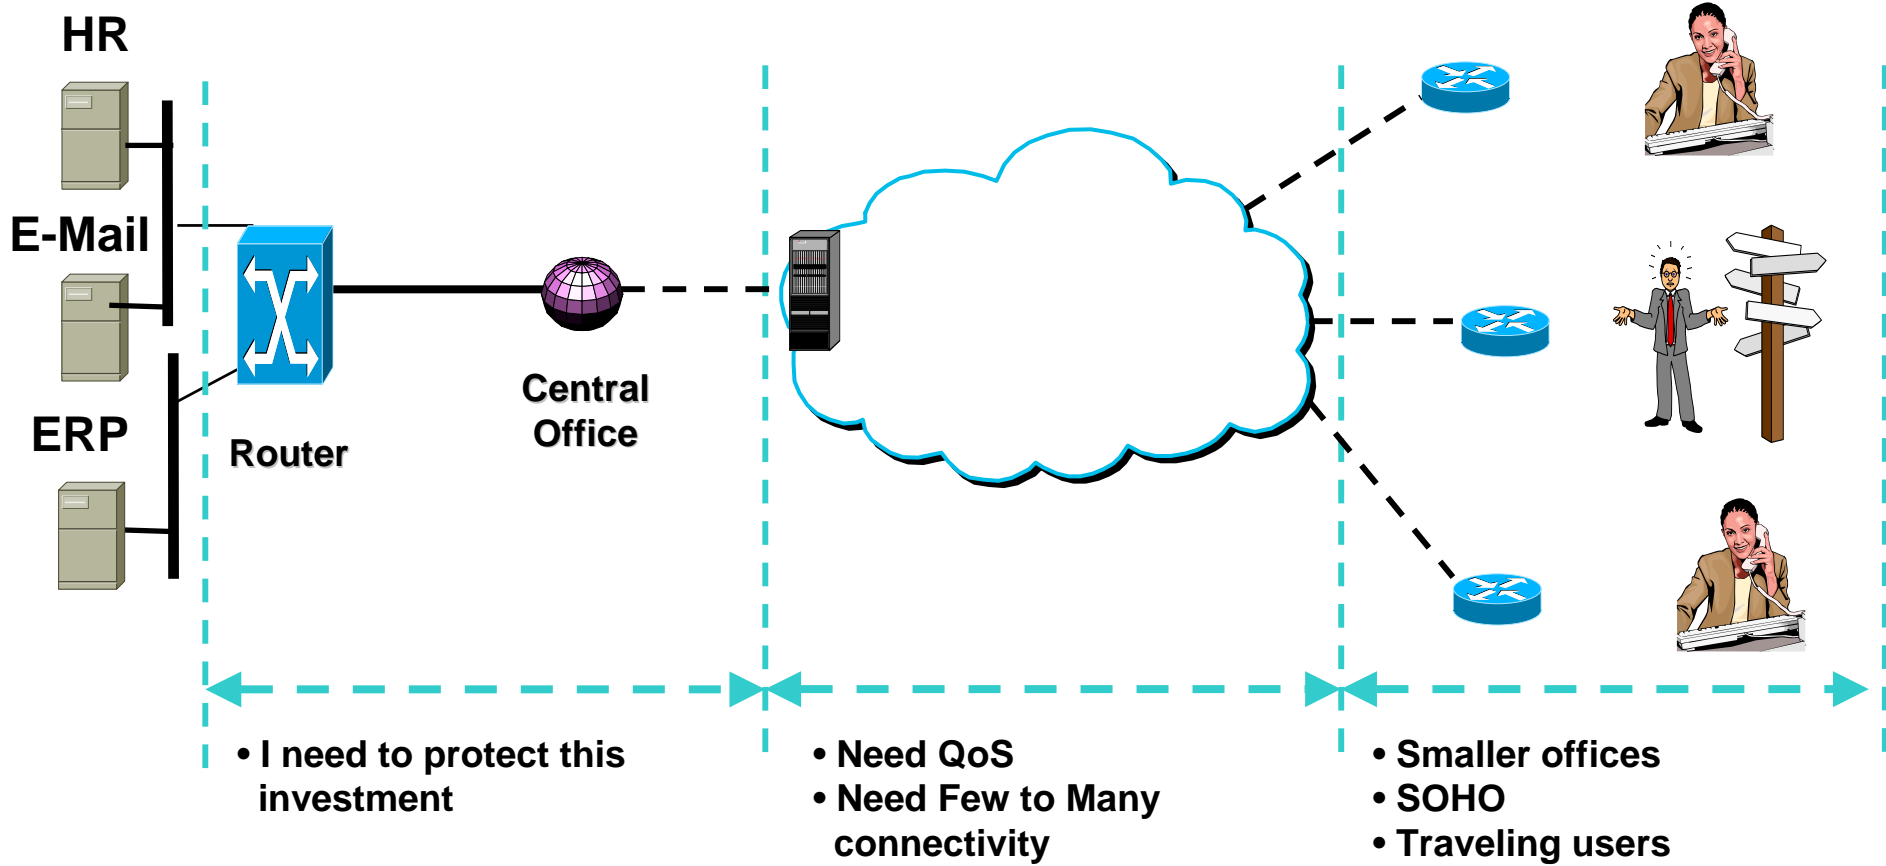 HR
E-Mail
ERP
Router
Central
Office
• I need to protect this
investment
• Need QoS
• Need Few to Many
connectivity
• Smaller offices
• SOHO
• Traveling users